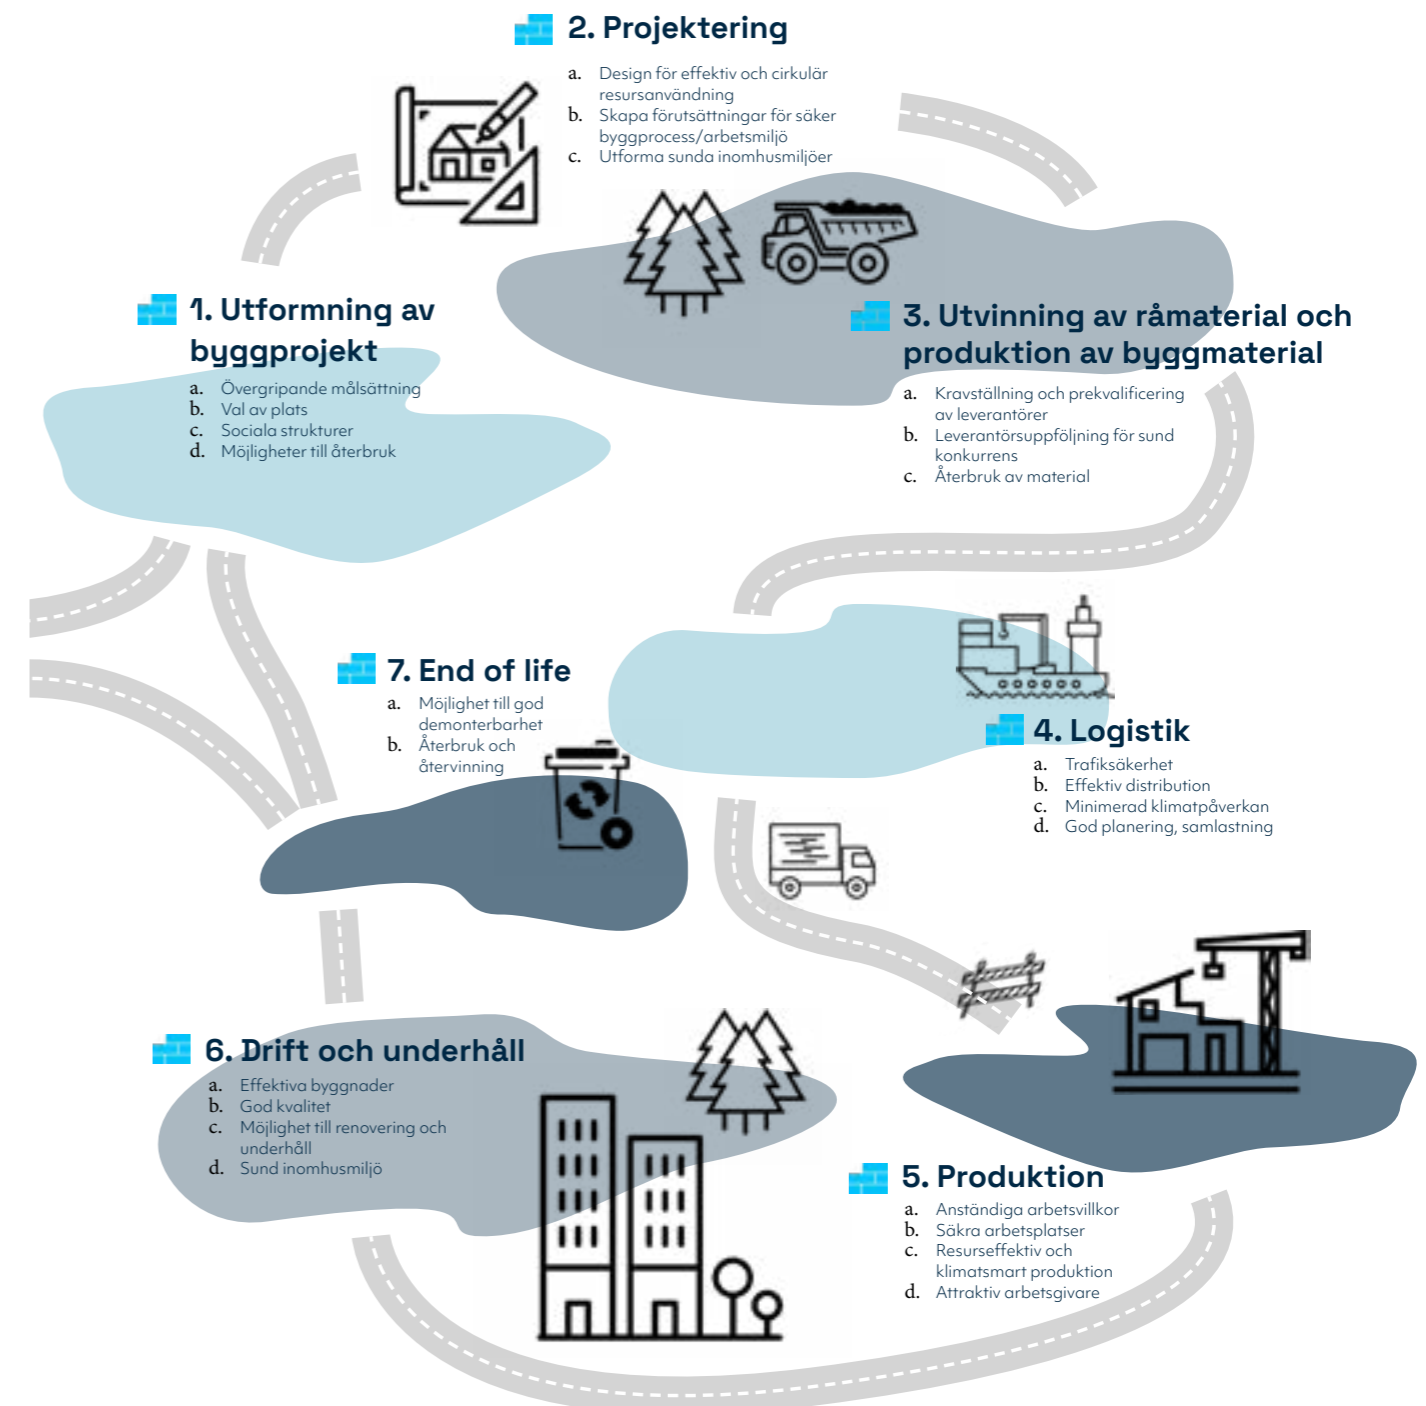 2. Projektering
a. Design för effektiv och cirkulär
resursanvändning
b. Skapa förutsättningar för säker
byggprocess/arbetsmiljö
c. Utforma sunda inomhusmiljöer
1. Utformning av
byggprojekt
a. Övergripande målsättning
b. Val av plats
c. Sociala strukturer
d. Möjligheter till återbruk
3. Utvinning av råmaterial och
produktion av byggmaterial
a. Kravställning och prekvalificering
av leverantörer
b. Leverantörsuppföljning för sund
konkurrens
c. Återbruk av material
7. End of life
a. Möjlighet till god
demonterbarhet
b. Återbruk och
återvinning
4. Logistik
a. Trafiksäkerhet
b. Effektiv distribution
c. Minimerad klimatpåverkan
d. God planering, samlastning
6. Drift och underhåll
a. Effektiva byggnader
b. God kvalitet
c. Möjlighet till renovering och
underhåll
d. Sund inomhusmiljö
5. Produktion
a. Anständiga arbetsvillkor
b. Säkra arbetsplatser
c. Resurseffektiv och
klimatsmart produktion
d. Attraktiv arbetsgivare